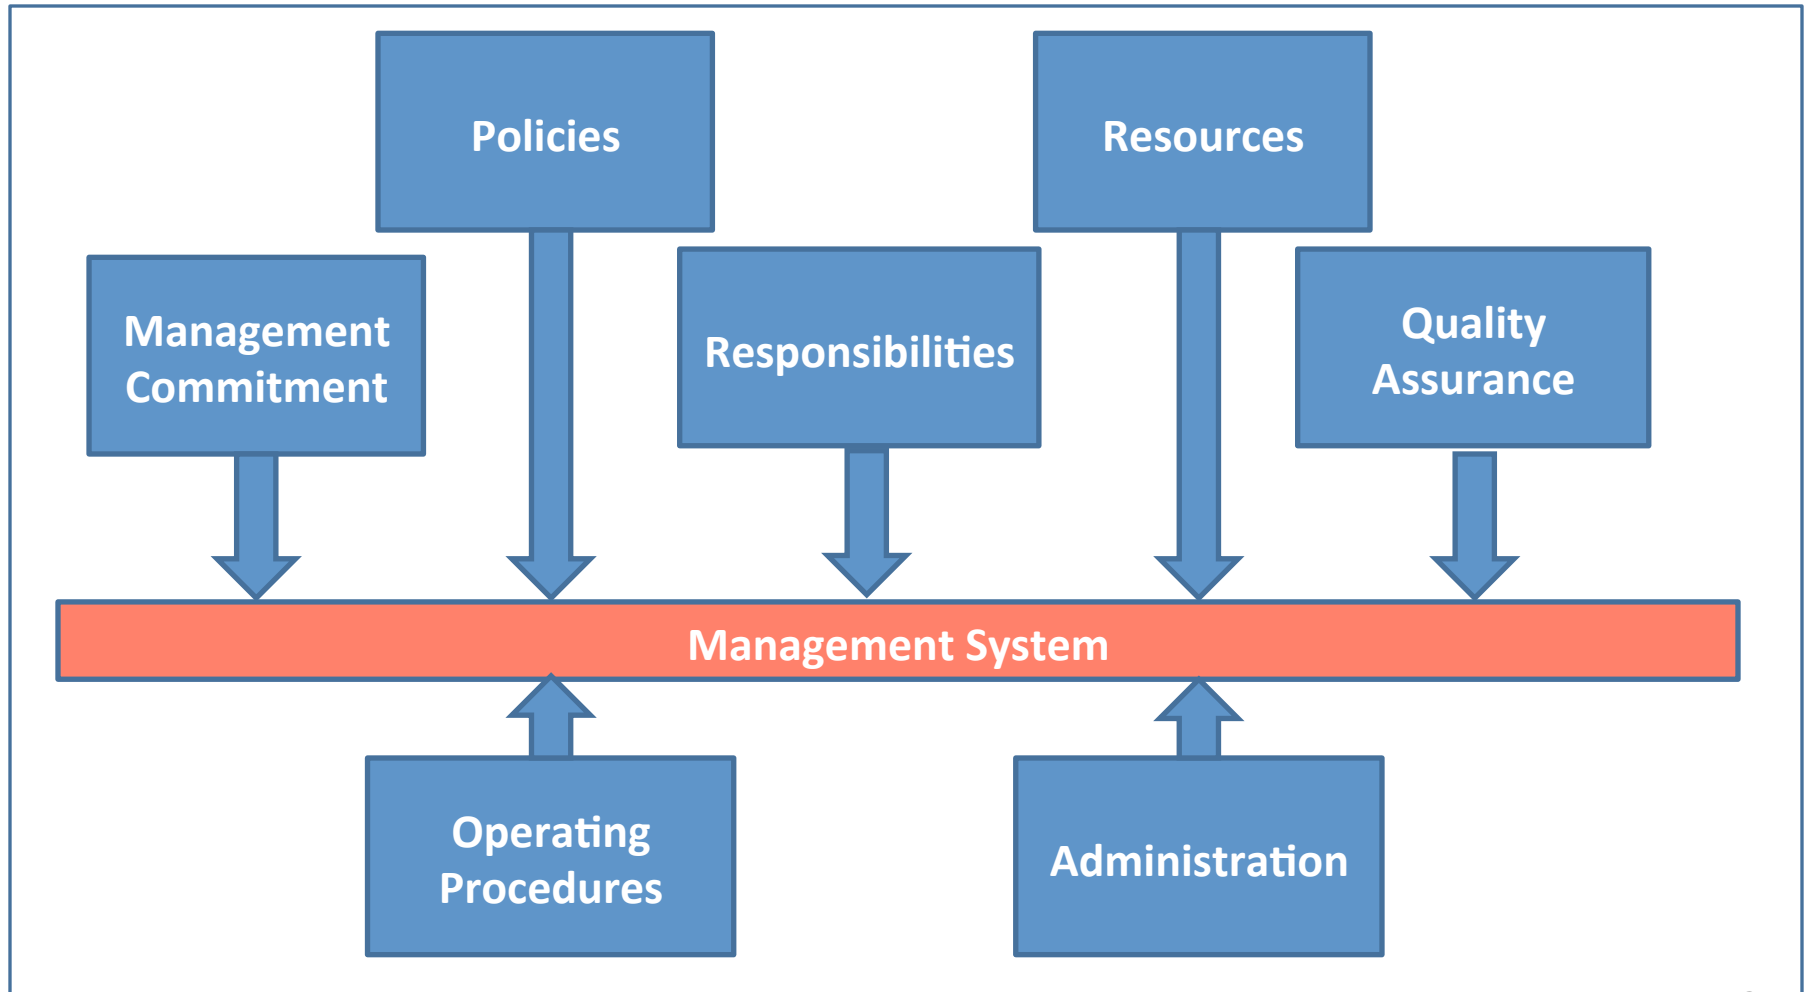 Policies
Resources
Management
Commitment
Responsibilities
Quality
Assurance
Management System
Operating
Procedures
Administration